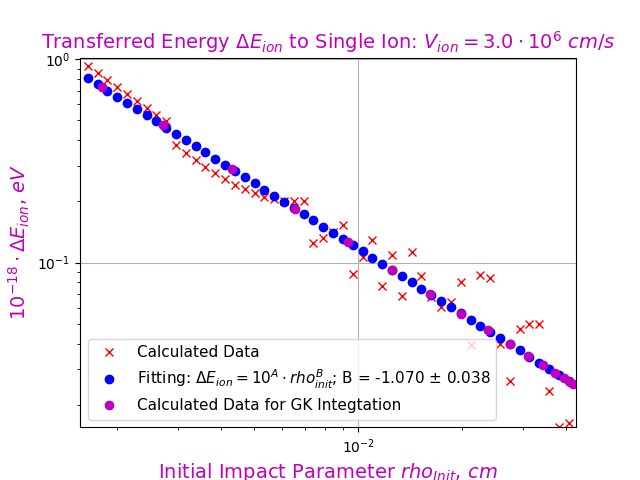 Transferred Energy ΔE_ion to Single Ion: V_ion = 3.0 · 10^6 cm/s
10^0
10^-1
10^-18 · ΔE_ion, eV
Calculated Data
Fitting: ΔE_ion = 10^A · rho_init^B; B = -1.070 ± 0.038
Calculated Data for GK Integtation
10^-2
Initial Impact Parameter rho_Init, cm